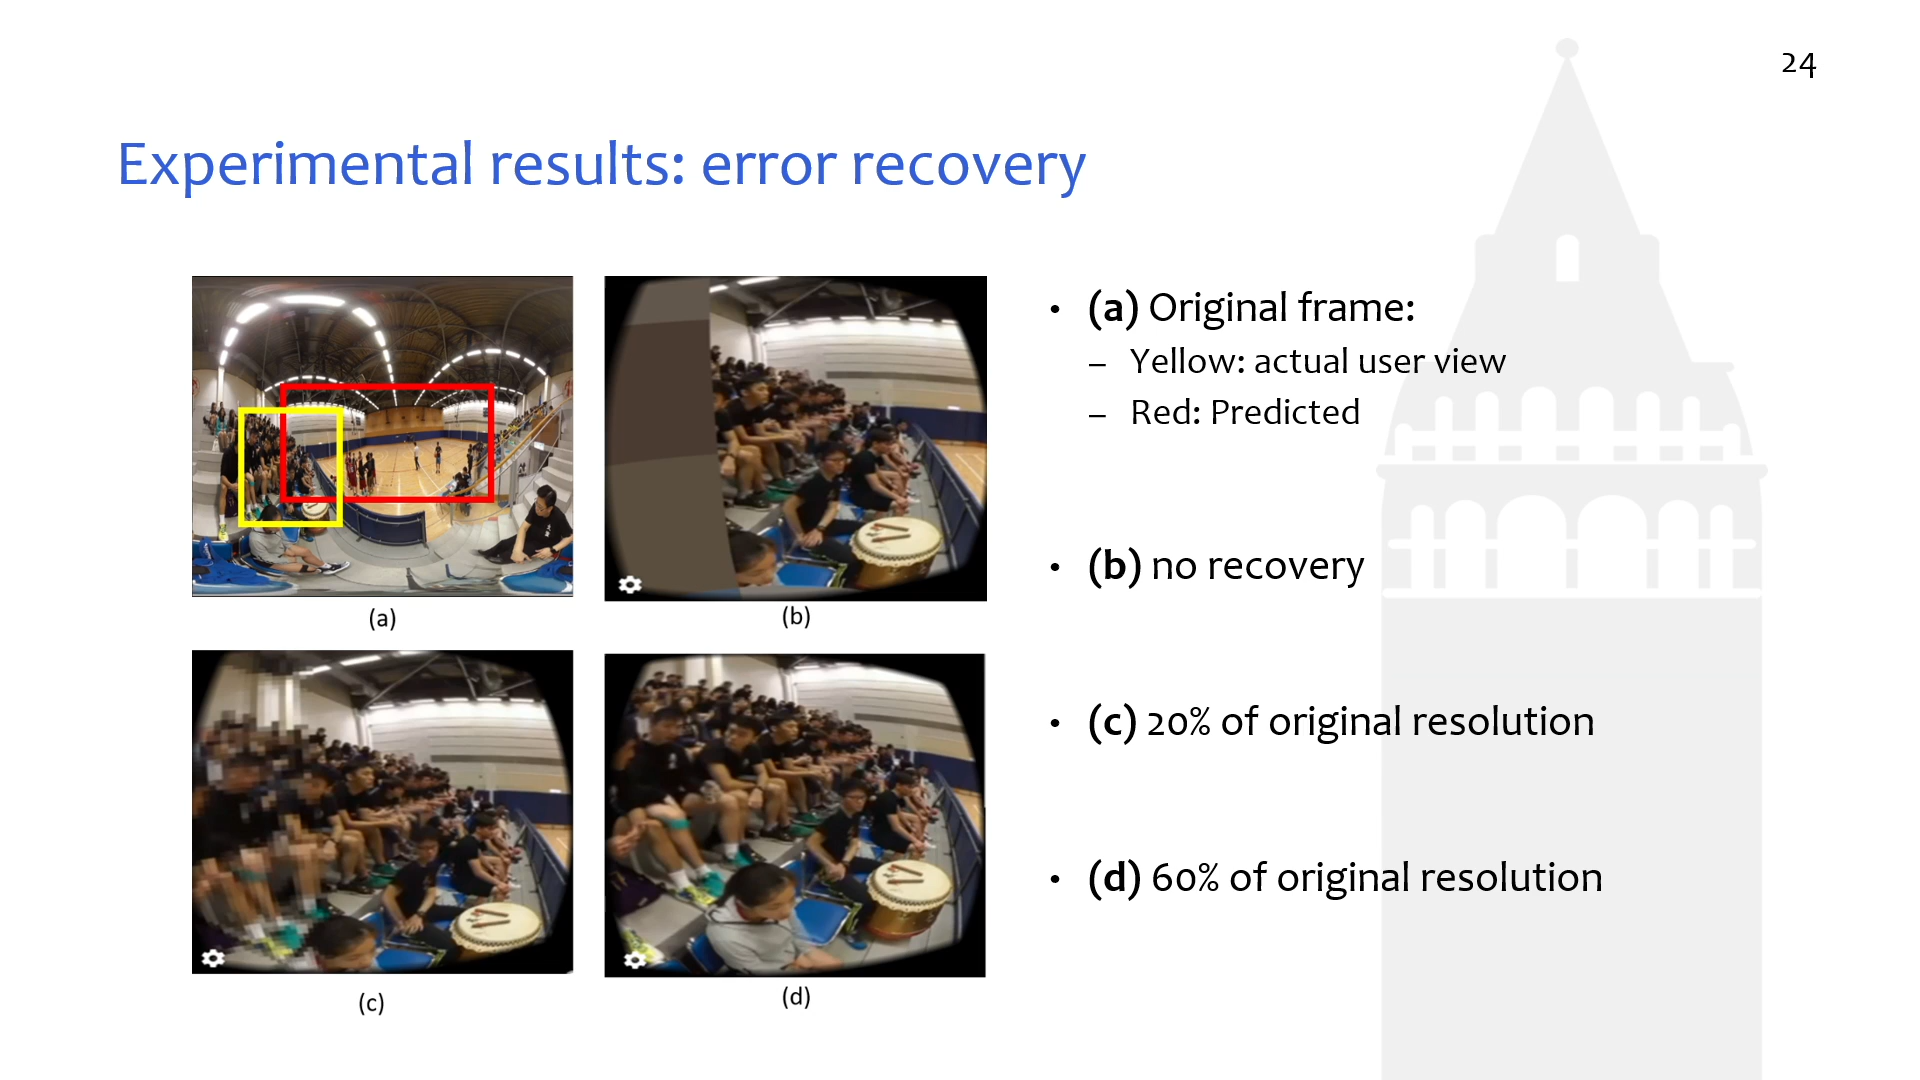 24
Experimental results: error recovery
(a)
(b)
(c)
(d)
• (a) Original frame:
– Yellow: actual user view
– Red: Predicted
• (b) no recovery
• (c) 20% of original resolution
• (d) 60% of original resolution